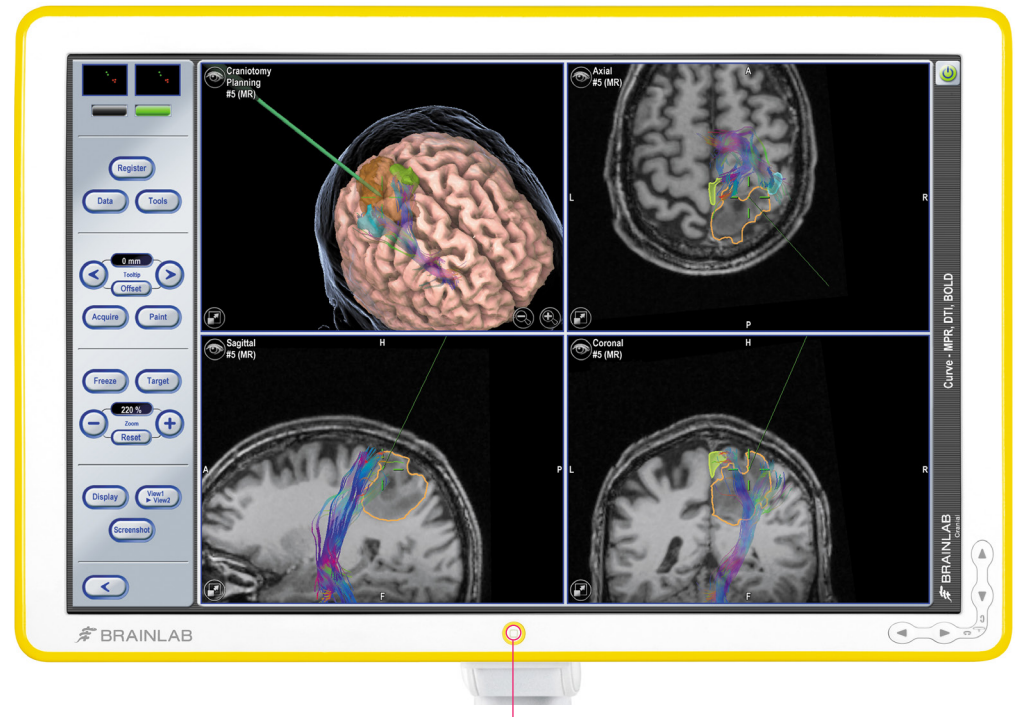 Register
Data
Tools
0 mm
<
Tooltip
>
Offset
Acquire
Paint
Freeze
Target
220 %
−
Zoom
+
Reset
Display
View1
► View2
Screenshot
<
Craniotomy
Planning
#5 (MR)
Axial
#5 (MR)
A
L
R
P
Sagittal
#5 (MR)
H
A
P
F
Coronal
#5 (MR)
H
L
R
F
Curve - MPR, DTI, BOLD
BRAINLAB
Cranial
BRAINLAB